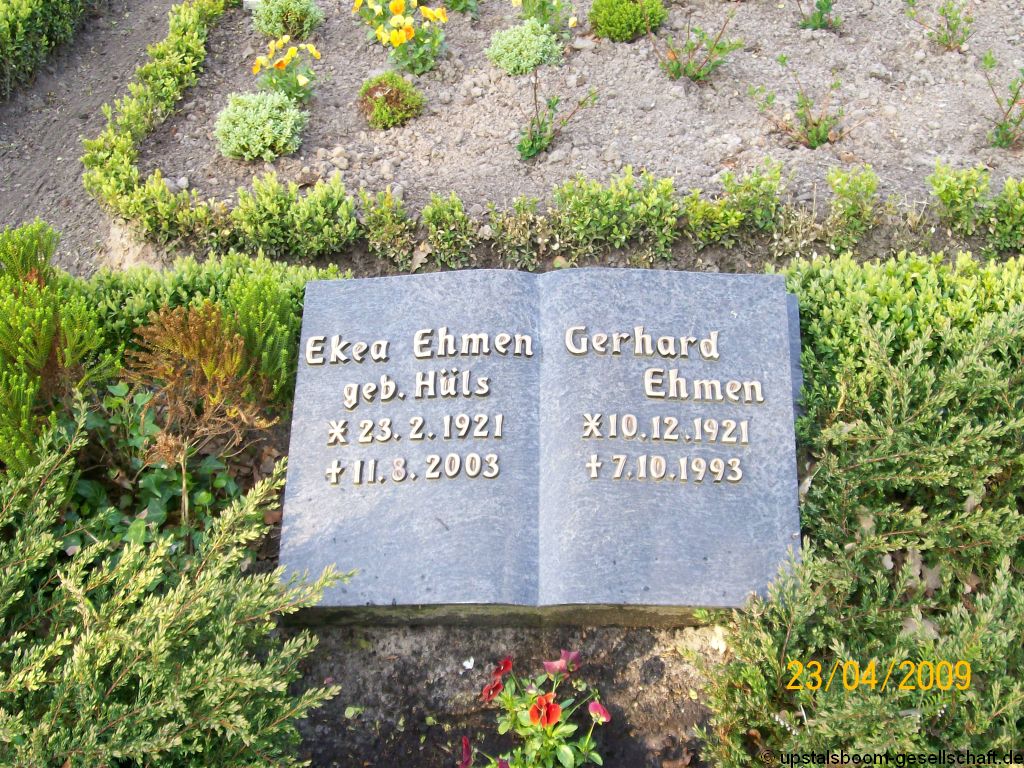 Ekea Ehmen
geb. Hüls
* 23. 2. 1921
+ 11. 8. 2003
Gerhard
Ehmen
* 10. 12. 1921
+ 7. 10. 1993
23/04/2009
© upstalsboom-gesellschaft.de